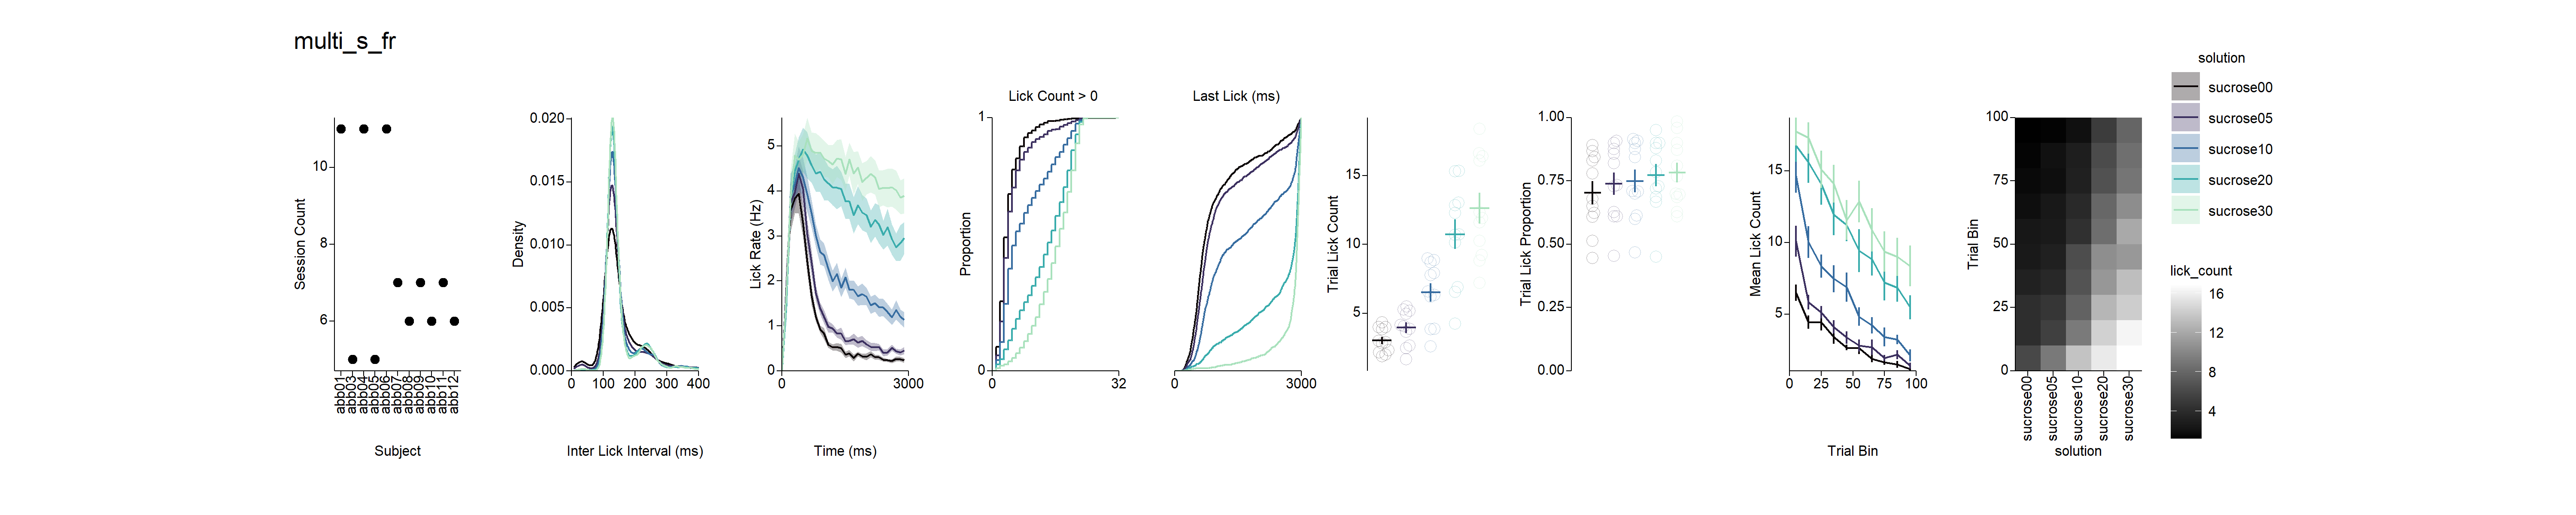 multi_s_fr
Session Count
10
8
6
abb01
abb03
abb04
abb05
abb06
abb07
abb08
abb09
abb10
abb11
abb12
Subject
Density
0.020
0.015
0.010
0.005
0.000
0
100
200
300
400
Inter Lick Interval (ms)
Lick Rate (Hz)
5
4
3
2
1
0
0
3000
Time (ms)
Lick Count > 0
Proportion
1
0
0
32
Last Lick (ms)
0
3000
Trial Lick Count
15
10
5
Trial Lick Proportion
1.00
0.75
0.50
0.25
0.00
Mean Lick Count
15
10
5
0
25
50
75
100
Trial Bin
Trial Bin
100
75
50
25
0
sucrose00
sucrose05
sucrose10
sucrose20
sucrose30
solution
solution
sucrose00
sucrose05
sucrose10
sucrose20
sucrose30
lick_count
16
12
8
4